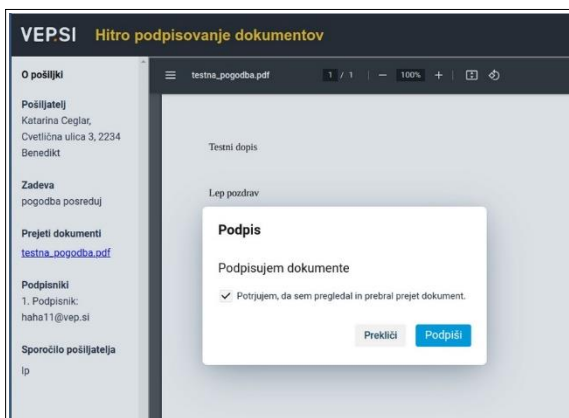 VEP.SI Hitro podpisovanje dokumentov
O pošiljki
Pošiljatelj
Katarina Ceglar,
Cvetlična ulica 3, 2234
Benedikt
Zadeva
pogodba posreduj
Prejeti dokumenti
testna_pogodba.pdf
Podpisniki
1. Podpisnik:
haha11@vep.si
Sporočilo pošiljatelja
lp
testna_pogodba.pdf 1 / 1 100%
Testni dopis
Lep pozdrav
Podpis
Podpisujem dokumente
Potrjujem, da sem pregledal in prebral prejet dokument.
Prekliči Podpiši